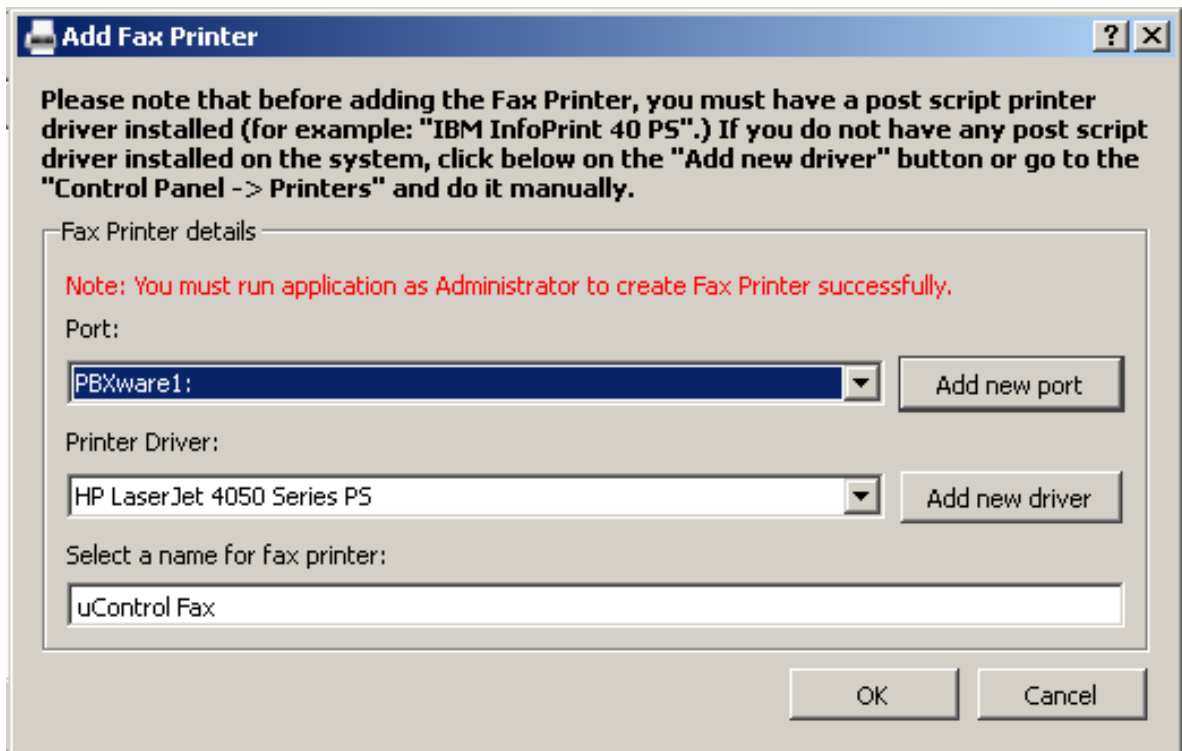 Add Fax Printer
Please note that before adding the Fax Printer, you must have a post script printer
driver installed (for example: "IBM InfoPrint 40 PS".) If you do not have any post script
driver installed on the system, click below on the "Add new driver" button or go to the
"Control Panel -> Printers" and do it manually.
Fax Printer details
Note: You must run application as Administrator to create Fax Printer successfully.
Port:
PBXware1:
Add new port
Printer Driver:
HP LaserJet 4050 Series PS
Add new driver
Select a name for fax printer:
uControl Fax
OK
Cancel